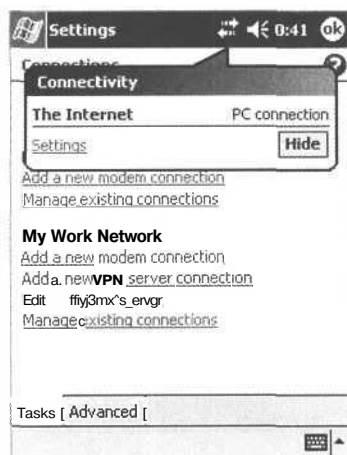 Settings 0:41 ok
Connections ?
Connectivity
The Internet PC connection
Settings Hide
Add a new modem connection
Manage existing connections
My Work Network
Add a new modem connection
Add a. new VPN server connection
Edit
Manage existing connections
Tasks [ Advanced [